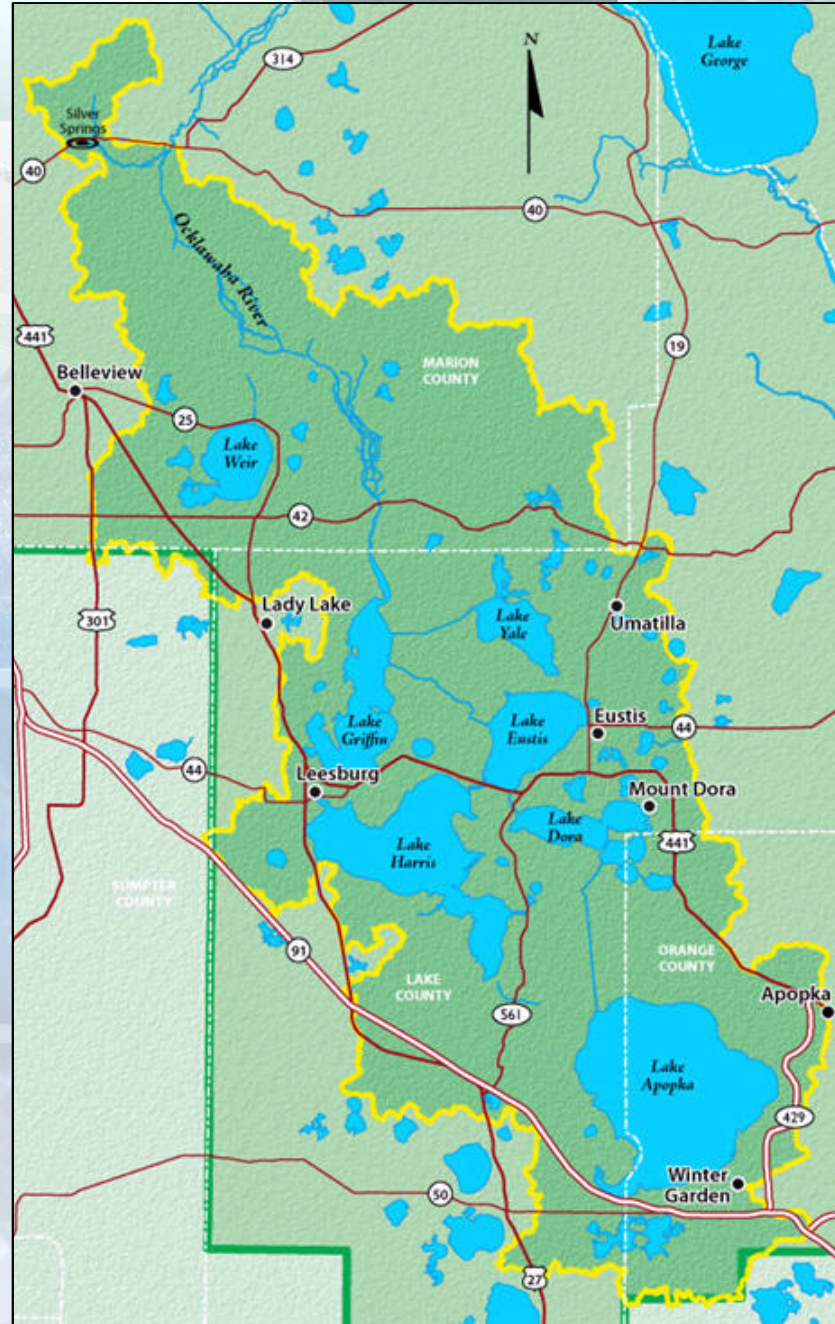 Lake
George
N
314
Silver
Springs
40
40
Ocklawaha River
441
MARION
COUNTY
19
Belleview
25
Lake
Weir
42
301
Lady Lake
Lake
Yale
Umatilla
Lake
Griffin
Lake
Eustis
Eustis
44
44
Leesburg
Mount Dora
Lake
Dora
441
Lake
Harris
SUMPTER
COUNTY
91
LAKE
COUNTY
ORANGE
COUNTY
Apopka
561
Lake
Apopka
429
Winter
Garden
50
27